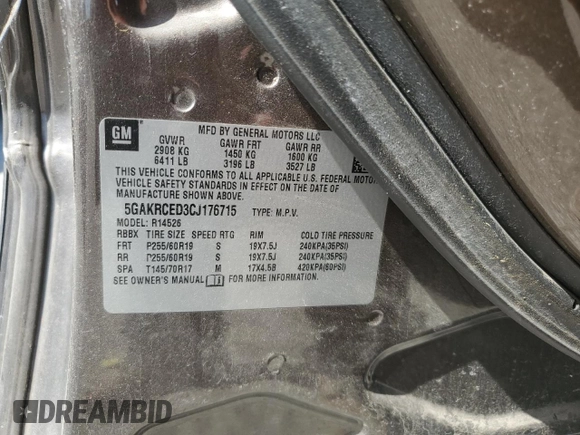 GM
MFD BY GENERAL MOTORS LLC
GVWR GAWR FRT GAWR RR
2908 KG 1450 KG 1600 KG
6411 LB 3196 LB 3527 LB
THIS VEHICLE CONFORMS TO ALL APPLICABLE U.S. FEDERAL MOTOR
VEHICLE SAFETY STANDARDS IN EFFECT ON THE DATE OF
MANUFACTURE SHOWN ABOVE.
5GAKRCED3CJ176715 TYPE: M.P.V.
MODEL: R14526
RBBX TIRE SIZE SPEED RTG RIM COLD TIRE PRESSURE
FRT P255/60R19 S 19X7.5J 240KPA(35PSI)
RR P255/60R19 S 19X7.5J 240KPA(35PSI)
SPA T145/70R17 M 17X4.5B 420KPA(60PSI)
SEE OWNER'S MANUAL FOR MORE INFORMATION.
DREAMBID